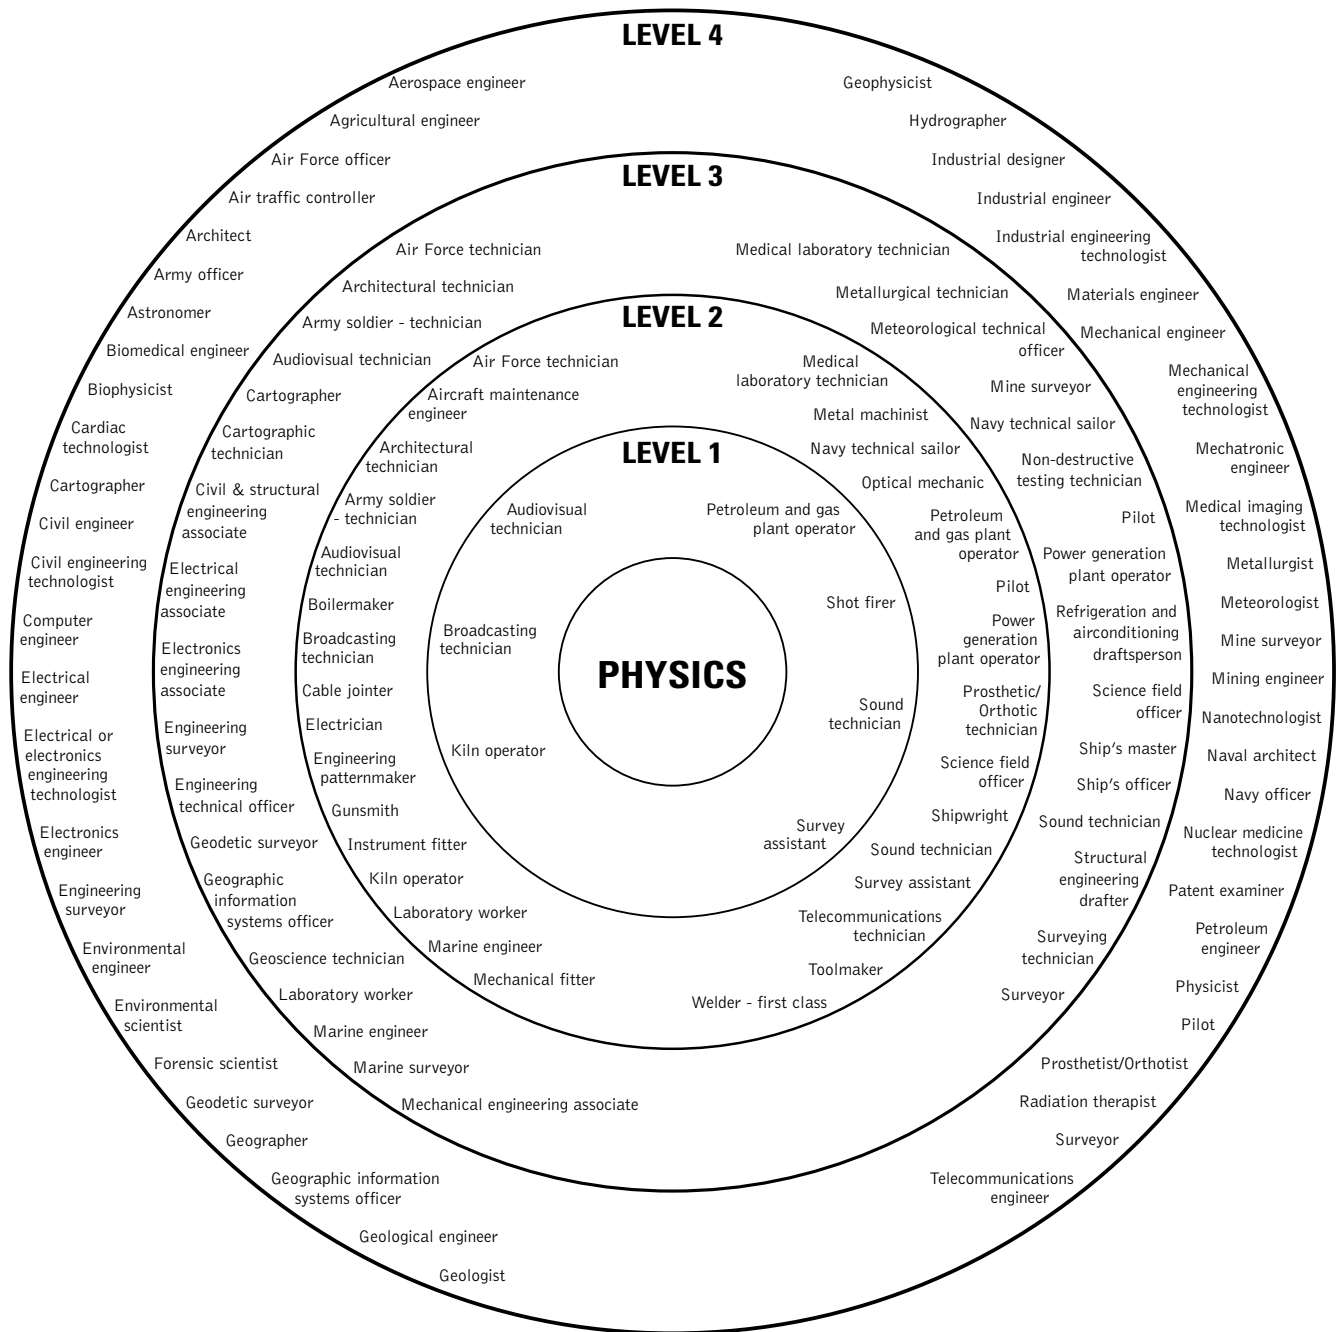 LEVEL 4
Aerospace engineer
Agricultural engineer
Air Force officer
Air traffic controller
Architect
Army officer
Astronomer
Biomedical engineer
Biophysicist
Cardiac
technologist
Cartographer
Civil engineer
Civil engineering
technologist
Computer
engineer
Electrical
engineer
Electrical or
electronics
engineering
technologist
Electronics
engineer
Engineering
surveyor
Environmental
engineer
Environmental
scientist
Forensic scientist
Geodetic surveyor
Geographer
Geographic information
systems officer
Geological engineer
Geologist
Geophysicist
Hydrographer
Industrial designer
Industrial engineer
Industrial engineering
technologist
Materials engineer
Mechanical engineer
Mechanical
engineering
technologist
Mechatronic
engineer
Medical imaging
technologist
Metallurgist
Meteorologist
Mine surveyor
Mining engineer
Nanotechnologist
Naval architect
Navy officer
Nuclear medicine
technologist
Patent examiner
Petroleum
engineer
Physicist
Pilot
Prosthetist/Orthotist
Radiation therapist
Surveyor
Telecommunications
engineer
LEVEL 3
Air Force technician
Architectural technician
Army soldier - technician
Audiovisual technician
Cartographer
Cartographic
technician
Civil & structural
engineering
associate
Electrical
engineering
associate
Electronics
engineering
associate
Engineering
surveyor
Engineering
technical officer
Geodetic surveyor
Geographic
information
systems officer
Geoscience technician
Laboratory worker
Marine engineer
Marine surveyor
Mechanical engineering associate
Medical laboratory technician
Metallurgical technician
Meteorological technical
officer
Mine surveyor
Navy technical sailor
Non-destructive
testing technician
Pilot
Power generation
plant operator
Refrigeration and
airconditioning
draftsperson
Science field
officer
Ship's master
Ship's officer
Sound technician
Structural
engineering
drafter
Surveying
technician
Surveyor
LEVEL 2
Air Force technician
Aircraft maintenance
engineer
Architectural
technician
Army soldier
- technician
Audiovisual
technician
Boilermaker
Broadcasting
technician
Cable jointer
Electrician
Engineering
patternmaker
Gunsmith
Instrument fitter
Kiln operator
Laboratory worker
Marine engineer
Mechanical fitter
Medical
laboratory technician
Metal machinist
Navy technical sailor
Optical mechanic
Petroleum
and gas plant
operator
Pilot
Power
generation
plant operator
Prosthetic/
Orthotic
technician
Science field
officer
Shipwright
Sound technician
Survey assistant
Telecommunications
technician
Toolmaker
Welder - first class
LEVEL 1
Audiovisual
technician
Broadcasting
technician
Kiln operator
Petroleum and gas
plant operator
Shot firer
Sound
technician
Survey
assistant
PHYSICS